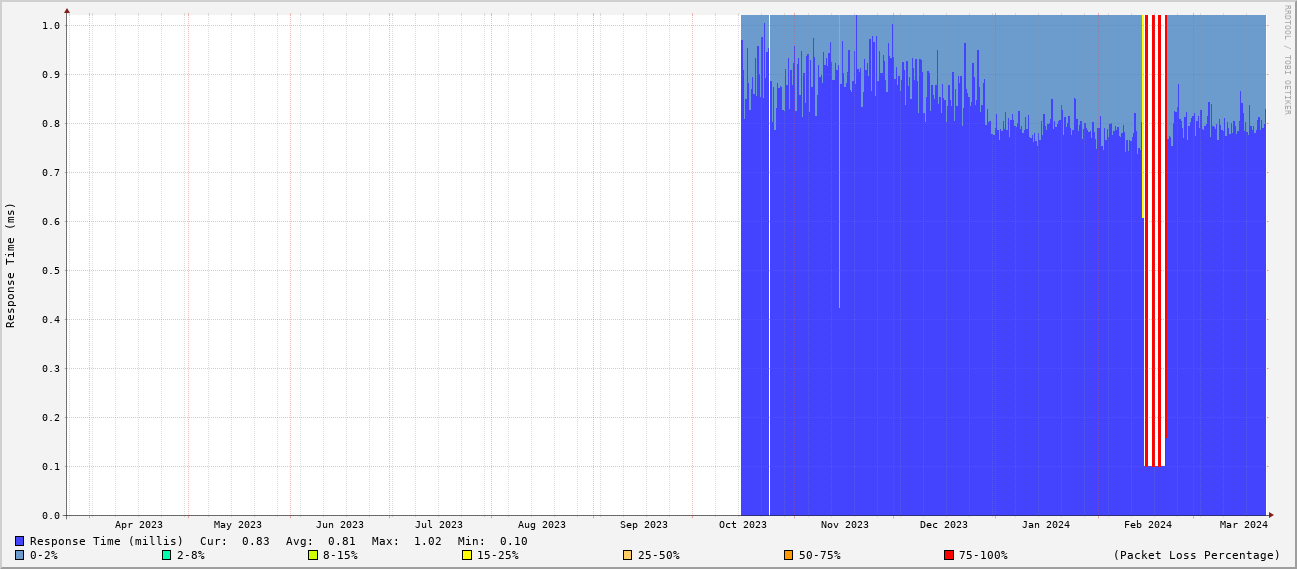 RRDTOOL / TOBI OETIKER
Response Time (ms)
1.0
0.9
0.8
0.7
0.6
0.5
0.4
0.3
0.2
0.1
0.0
Apr 2023 May 2023 Jun 2023 Jul 2023 Aug 2023 Sep 2023 Oct 2023 Nov 2023 Dec 2023 Jan 2024 Feb 2024 Mar 2024
Response Time (millis) Cur: 0.83 Avg: 0.81 Max: 1.02 Min: 0.10
0-2% 2-8% 8-15% 15-25% 25-50% 50-75% 75-100% (Packet Loss Percentage)